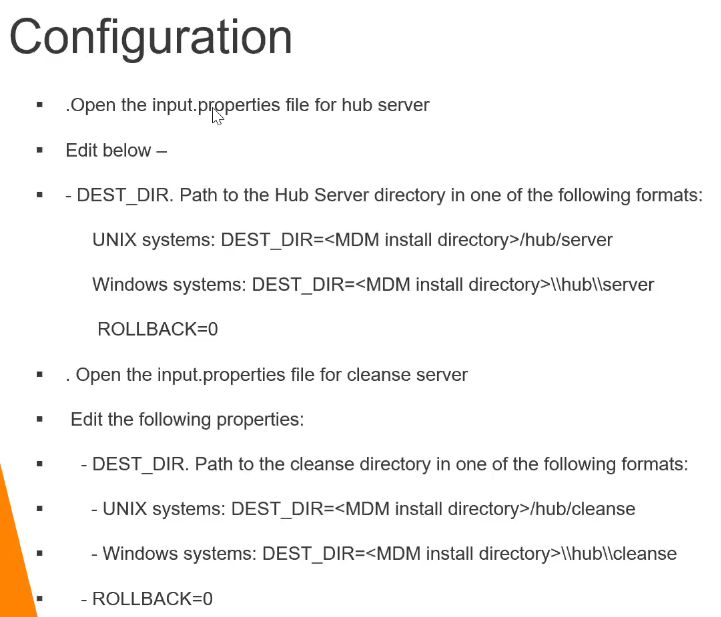 Configuration
▪ .Open the input.properties file for hub server
▪ Edit below –
▪ - DEST_DIR. Path to the Hub Server directory in one of the following formats:
UNIX systems: DEST_DIR=<MDM install directory>/hub/server
Windows systems: DEST_DIR=<MDM install directory>\\hub\\server
ROLLBACK=0
▪ . Open the input.properties file for cleanse server
▪ Edit the following properties:
▪ - DEST_DIR. Path to the cleanse directory in one of the following formats:
▪ - UNIX systems: DEST_DIR=<MDM install directory>/hub/cleanse
▪ - Windows systems: DEST_DIR=<MDM install directory>\\hub\\cleanse
▪ - ROLLBACK=0